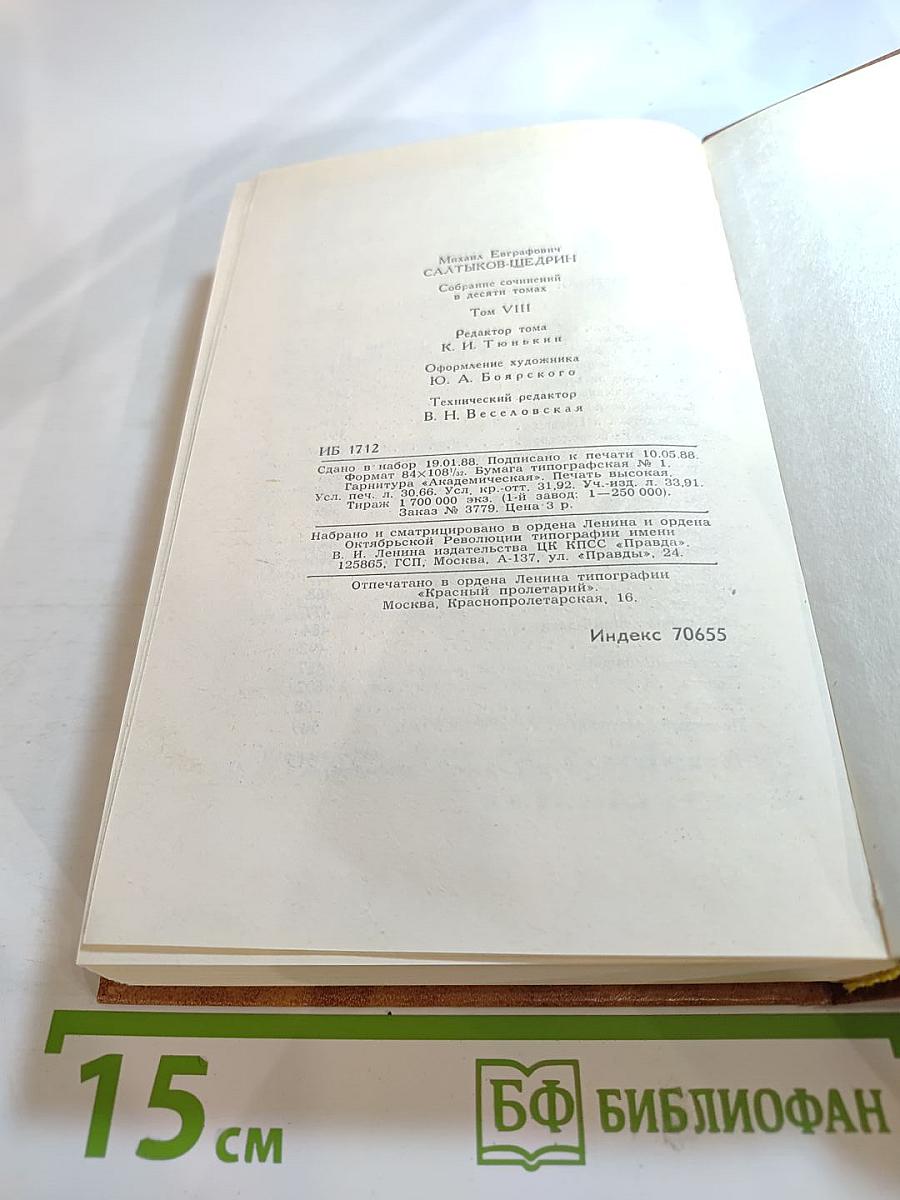 Михаил Евграфович
САЛТЫКОВ-ЩЕДРИН
Собрание сочинений
в десяти томах
Том VIII
Редактор тома
К. И. Тюнькин
Оформление художника
Ю. А. Боярского
Технический редактор
В. Н. Веселовская
ИБ 1712
Сдано в набор 19.01.88. Подписано к печати 10.05.88.
Формат 84×108¹/₃₂. Бумага типографская № 1.
Гарнитура «Академическая». Печать высокая.
Усл. печ. л. 30,66. Усл. кр.-отт. 31,92. Уч.-изд. л. 33,91.
Тираж 1 700 000 экз. (1-й завод: 1—250 000).
Заказ № 3779. Цена 3 р.
Набрано и сматрицировано в ордена Ленина и ордена
Октябрьской Революции типографии имени
В. И. Ленина издательства ЦК КПСС «Правда».
125865, ГСП, Москва, А-137, ул. «Правды», 24.
Отпечатано в ордена Ленина типографии
«Красный пролетарий».
Москва, Краснопролетарская, 16.
Индекс 70655
15 см
БФ БИБЛИОФАН